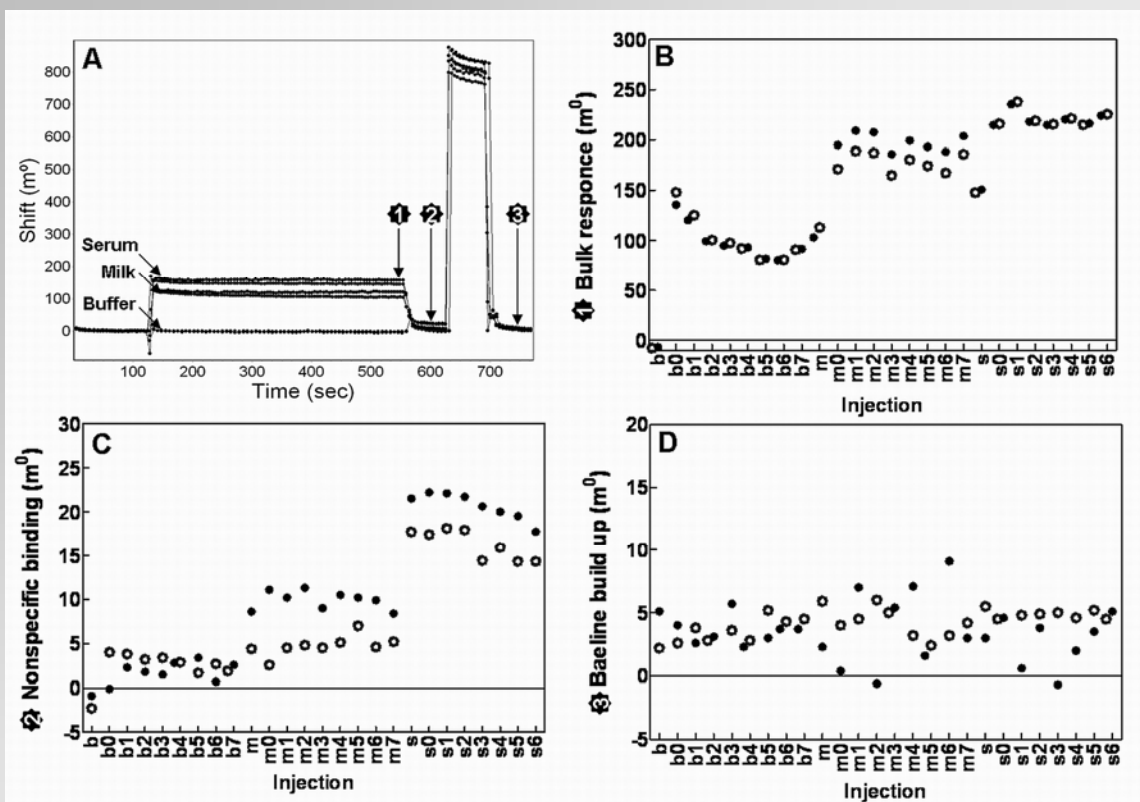 A
Shift (mº)
800
700
600
500
400
300
200
100
0
Serum
Milk
Buffer
1
2
3
100 200 300 400 500 600 700
Time (sec)
B
1 Bulk responce (m⁰)
300
250
200
150
100
50
0
b b0 b1 b2 b3 b4 b5 b6 b7 m m0 m1 m2 m3 m4 m5 m6 m7 s s0 s1 s2 s3 s4 s5 s6
Injection
C
2 Nonspecific binding (m⁰)
30
25
20
15
10
5
0
-5
b b0 b1 b2 b3 b4 b5 b6 b7 m m0 m1 m2 m3 m4 m5 m6 m7 s s0 s1 s2 s3 s4 s5 s6
Injection
D
3 Baeline build up (m⁰)
20
15
10
5
0
-5
b b0 b1 b2 b3 b4 b5 b6 b7 m m0 m1 m2 m3 m4 m5 m6 m7 s s0 s1 s2 s3 s4 s5 s6
Injection